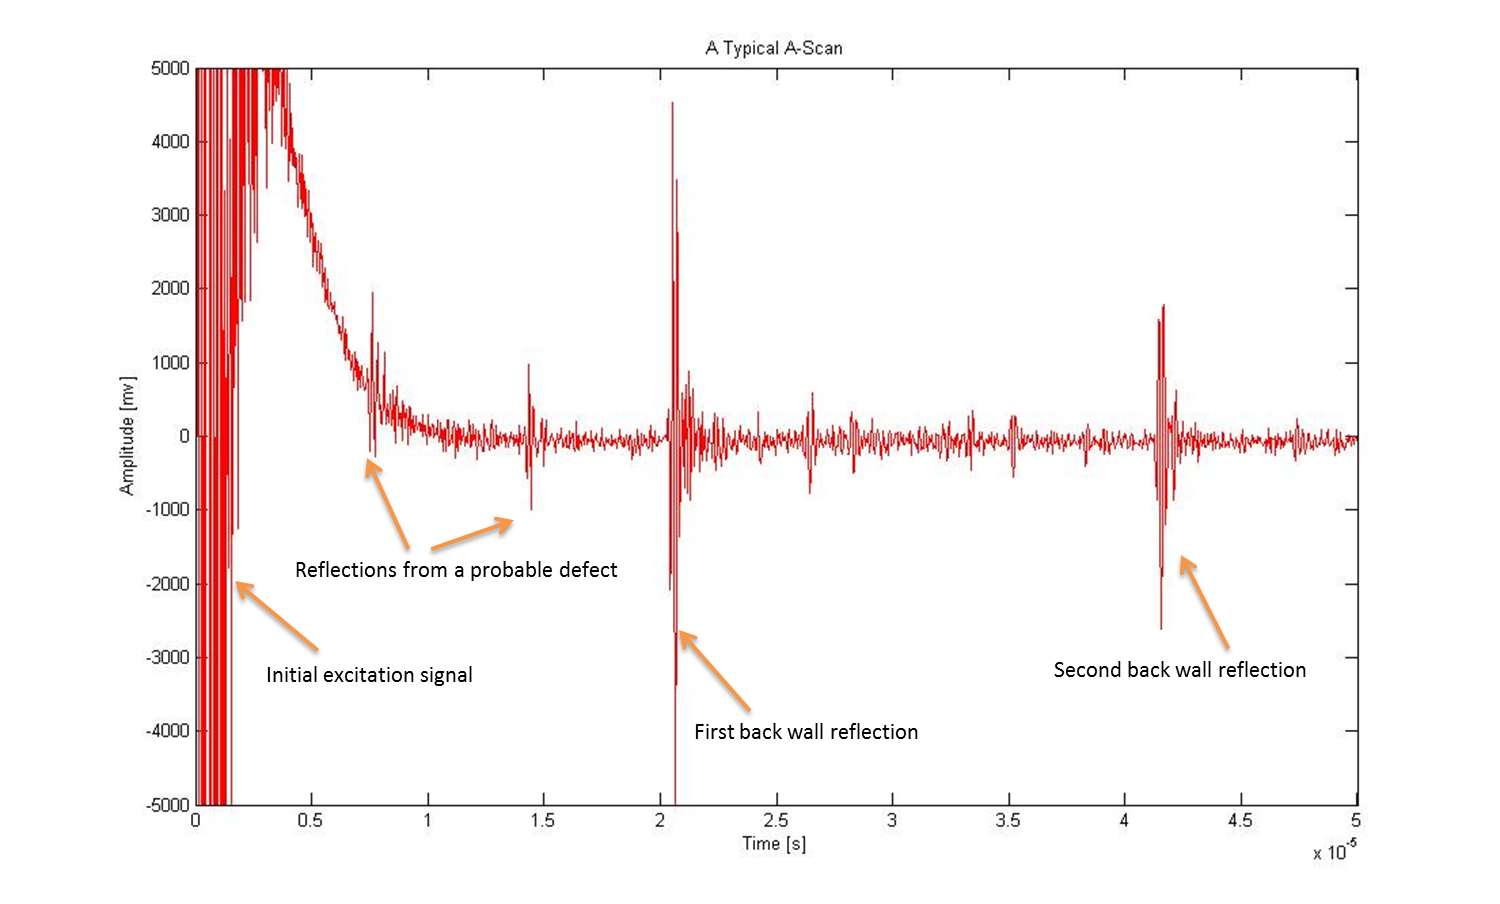 A Typical A-Scan
5000
4000
3000
2000
1000
0
-1000
-2000
-3000
-4000
-5000
Amplitude [mv]
Reflections from a probable defect
Initial excitation signal
First back wall reflection
Second back wall reflection
0 0.5 1 1.5 2 2.5 3 3.5 4 4.5 5
Time [s]
x 10-5